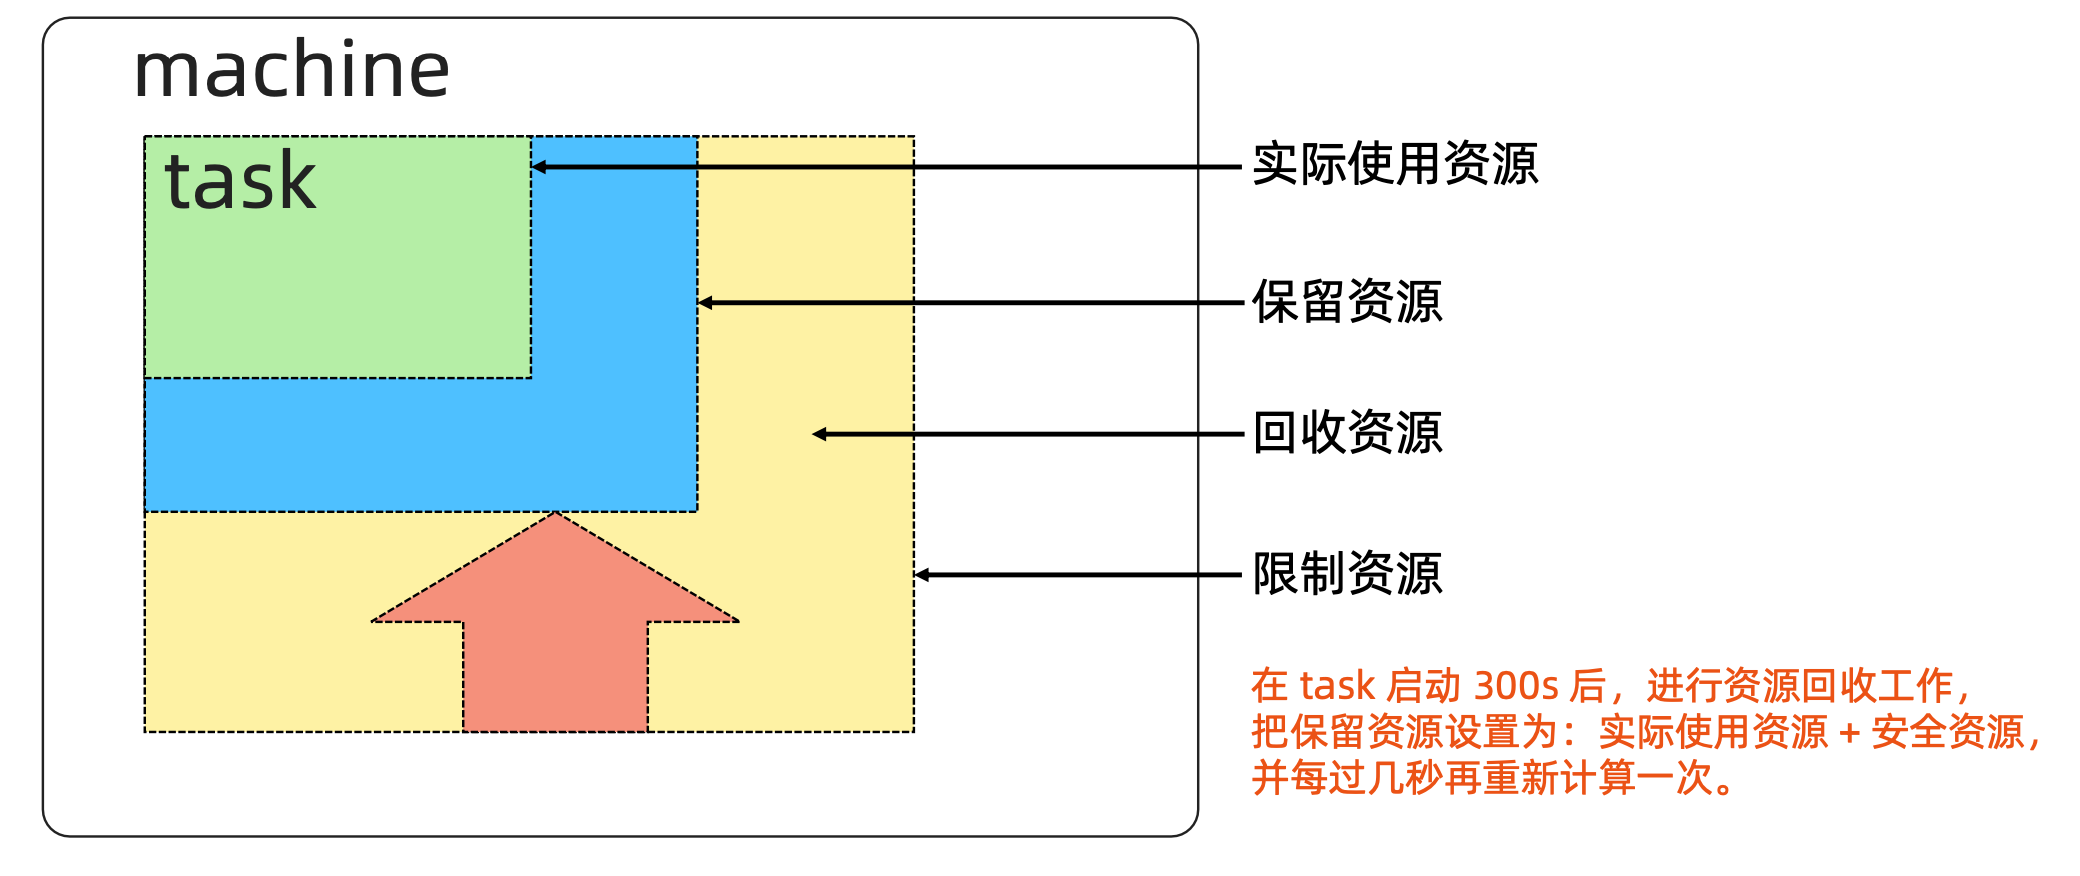 machine
task
实际使用资源
保留资源
回收资源
限制资源
在 task 启动 300s 后，进行资源回收工作，
把保留资源设置为：实际使用资源 + 安全资源，
并每过几秒再重新计算一次。